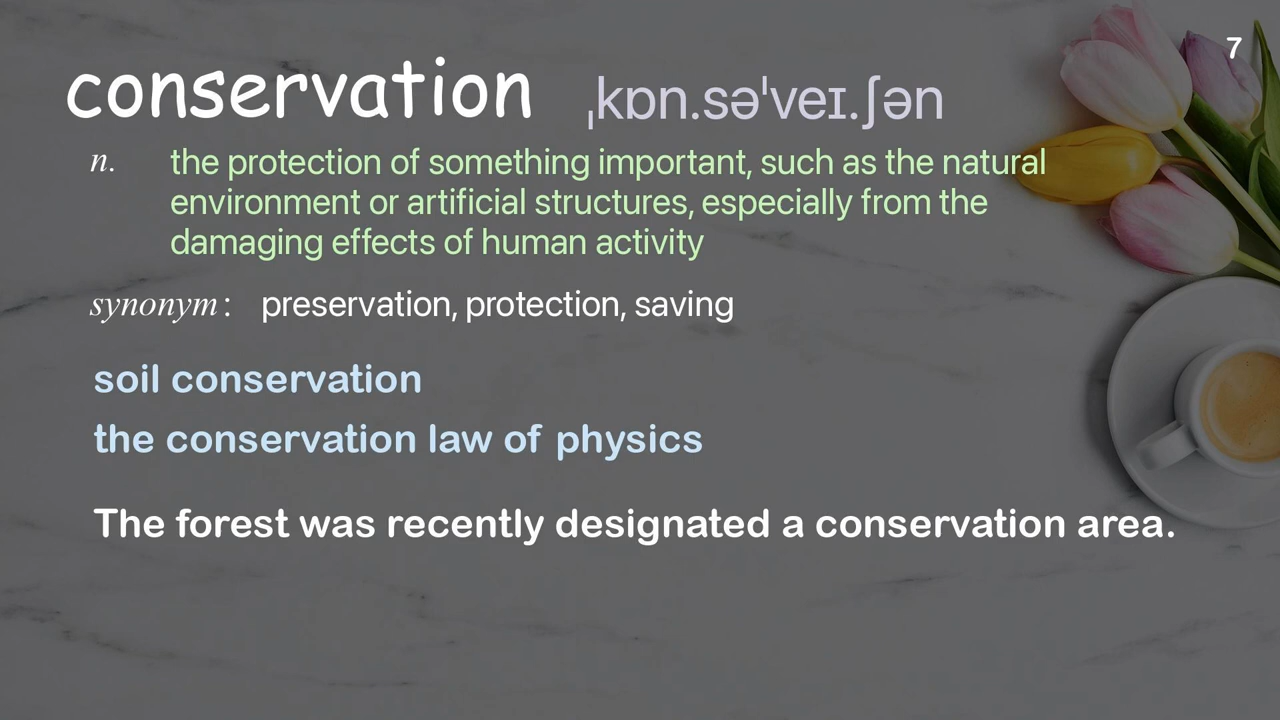 7
conservation ˌkɒn.səˈveɪ.ʃən
n. the protection of something important, such as the natural
environment or artificial structures, especially from the
damaging effects of human activity
synonym: preservation, protection, saving
soil conservation
the conservation law of physics
The forest was recently designated a conservation area.